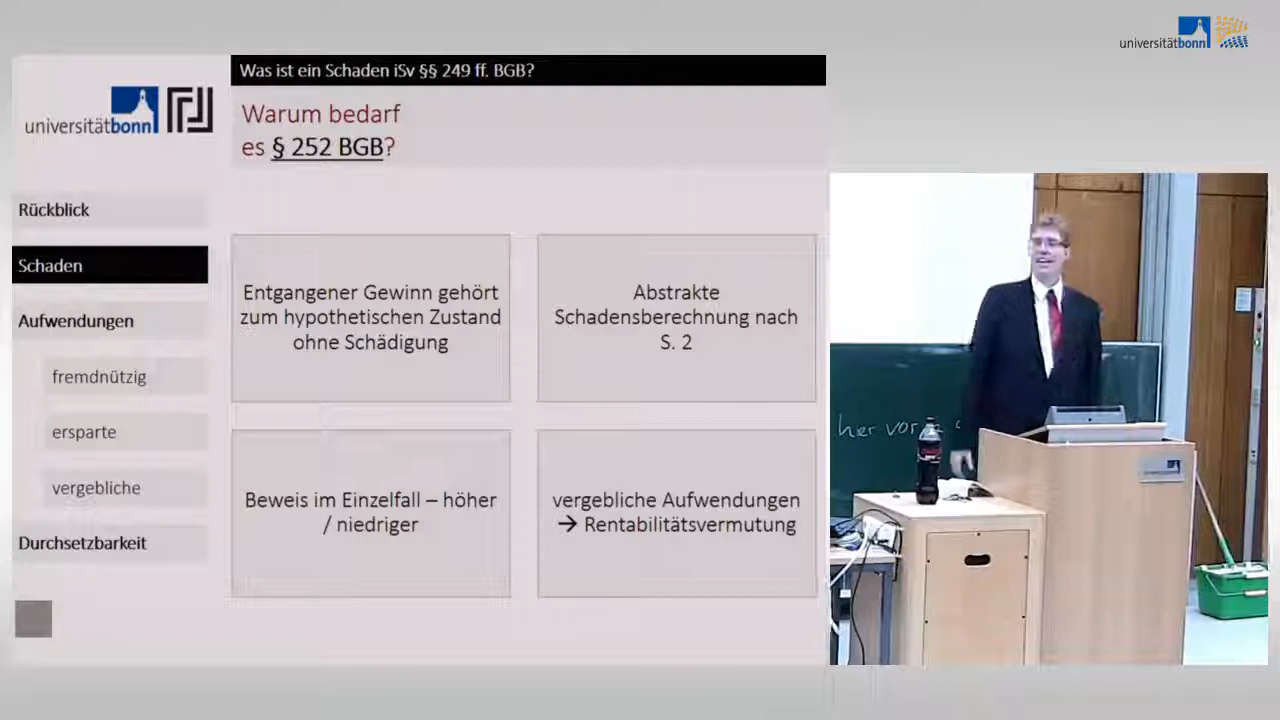 universitätbonn
Was ist ein Schaden iSv §§ 249 ff. BGB?
universitätbonn
Warum bedarf
es § 252 BGB?
Rückblick
Schaden
Aufwendungen
fremdnützig
ersparte
vergebliche
Durchsetzbarkeit
Entgangener Gewinn gehört
zum hypothetischen Zustand
ohne Schädigung
Abstrakte
Schadensberechnung nach
S. 2
Beweis im Einzelfall – höher
/ niedriger
vergebliche Aufwendungen
→ Rentabilitätsvermutung
her vor